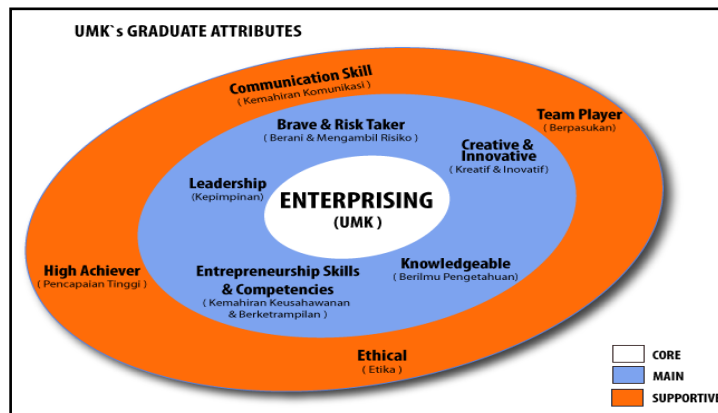 UMK`s GRADUATE ATTRIBUTES
Communication Skill
( Kemahiran Komunikasi )
Team Player
( Berpasukan)
Brave & Risk Taker
( Berani & Mengambil Risiko )
Creative &
Innovative
( Kreatif & Inovatif )
Leadership
(Kepimpinan)
ENTERPRISING
(UMK )
High Achiever
( Pencapaian Tinggi )
Entrepreneurship Skills
& Competencies
( Kemahiran Keusahawanan
& Berketrampilan )
Knowledgeable
( Berilmu Pengetahuan)
Ethical
( Etika )
CORE
MAIN
SUPPORTIVE